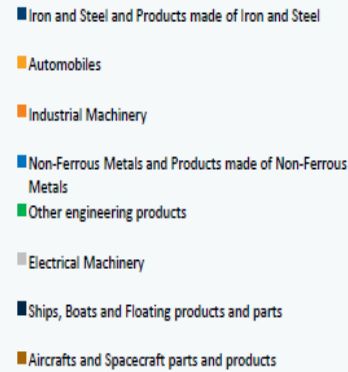 Iron and Steel and Products made of Iron and Steel
Automobiles
Industrial Machinery
Non-Ferrous Metals and Products made of Non-Ferrous
Metals
Other engineering products
Electrical Machinery
Ships, Boats and Floating products and parts
Aircrafts and Spacecraft parts and products